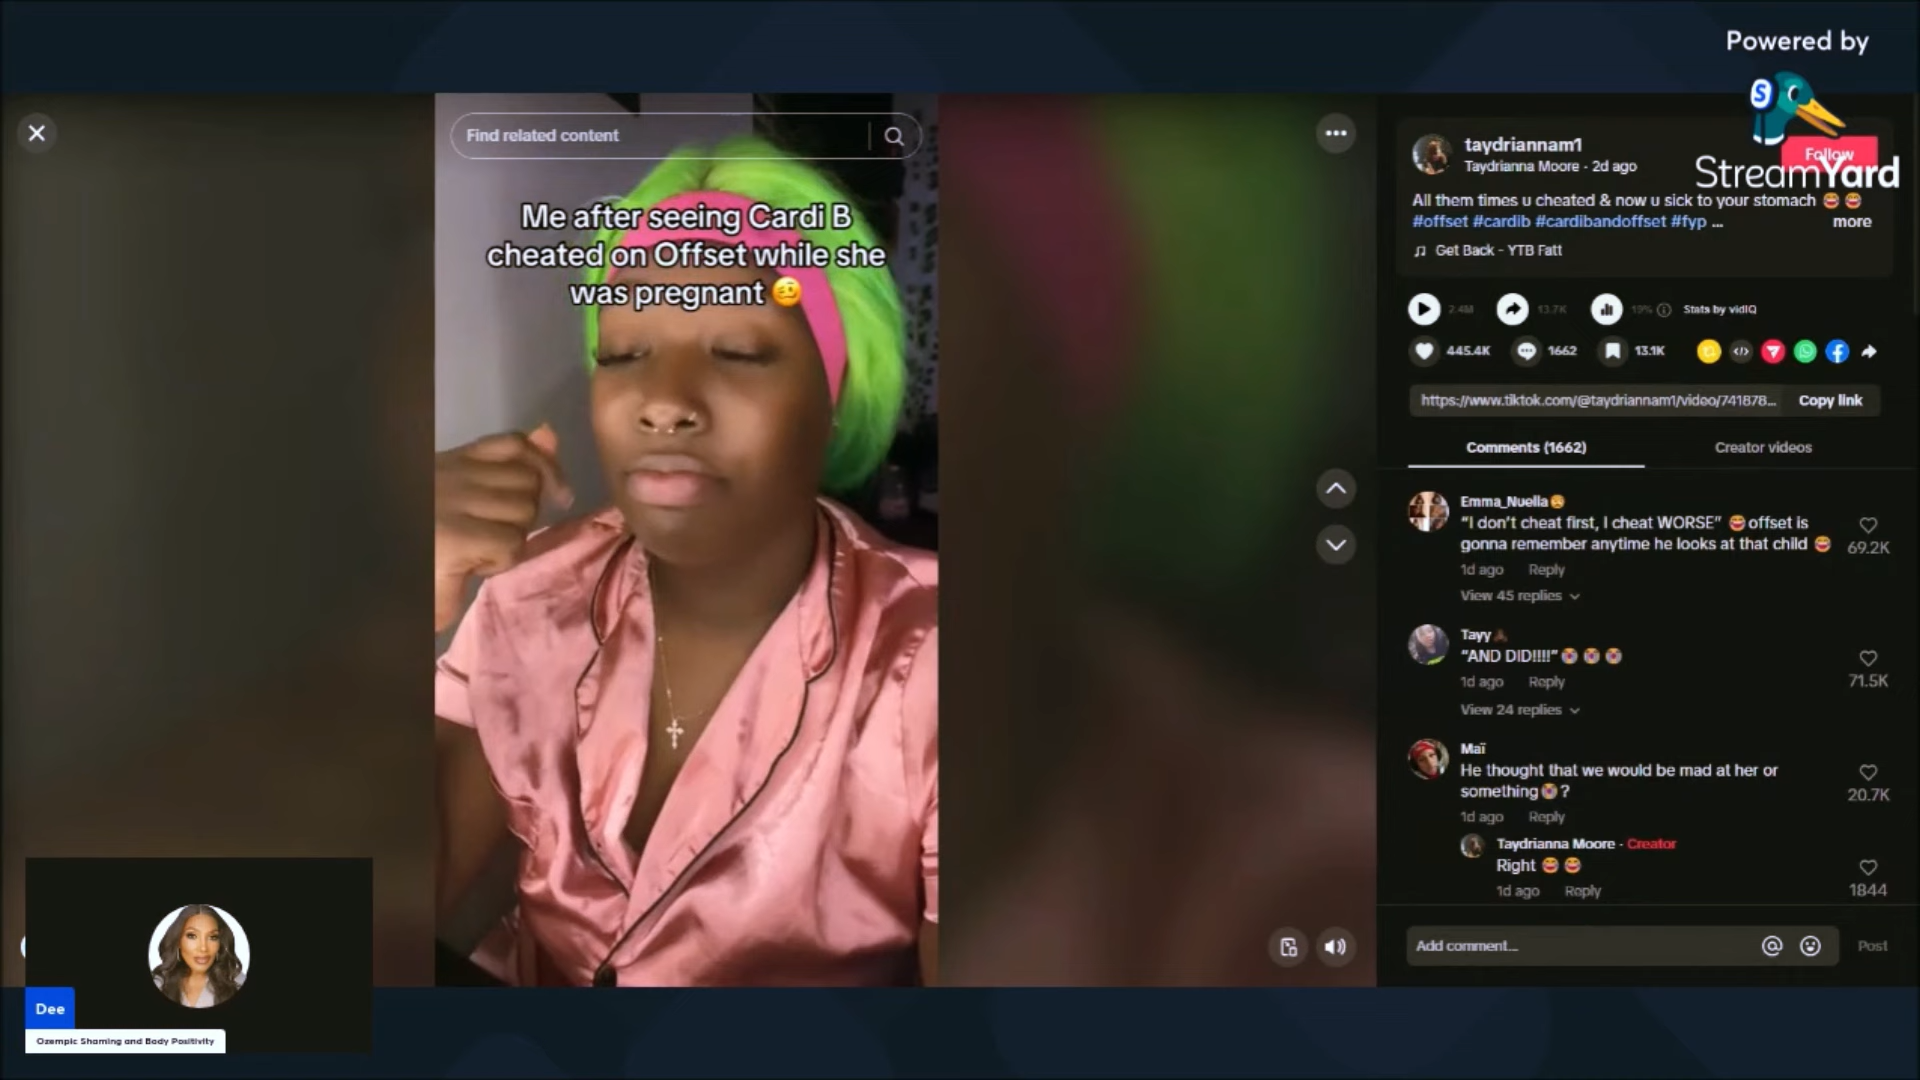 Powered by
StreamYard
Find related content
Me after seeing Cardi B
cheated on Offset while she
was pregnant 🥴
taydriannam1
Taydrianna Moore · 2d ago
Follow
All them times u cheated & now u sick to your stomach 😂 😂
#offset #cardib #cardibandoffset #fyp ...
more
♫ Get Back - YTB Fatt
2.4M
13.7K
19%
Stats by vidIQ
445.4K
1662
13.1K
https://www.tiktok.com/@taydriannam1/video/741878...
Copy link
Comments (1662)
Creator videos
Emma_Nuella
“I don't cheat first, I cheat WORSE” 😂offset is
gonna remember anytime he looks at that child 😂
69.2K
1d ago
Reply
View 45 replies
Tayy
“AND DID!!!!”😭 😭 😭
1d ago
Reply
71.5K
View 24 replies
Maï
He thought that we would be mad at her or
something😭?
20.7K
1d ago
Reply
Taydrianna Moore · Creator
Right 😂 😂
1d ago
Reply
1844
Add comment...
Post
Dee
Ozempic Shaming and Body Positivity